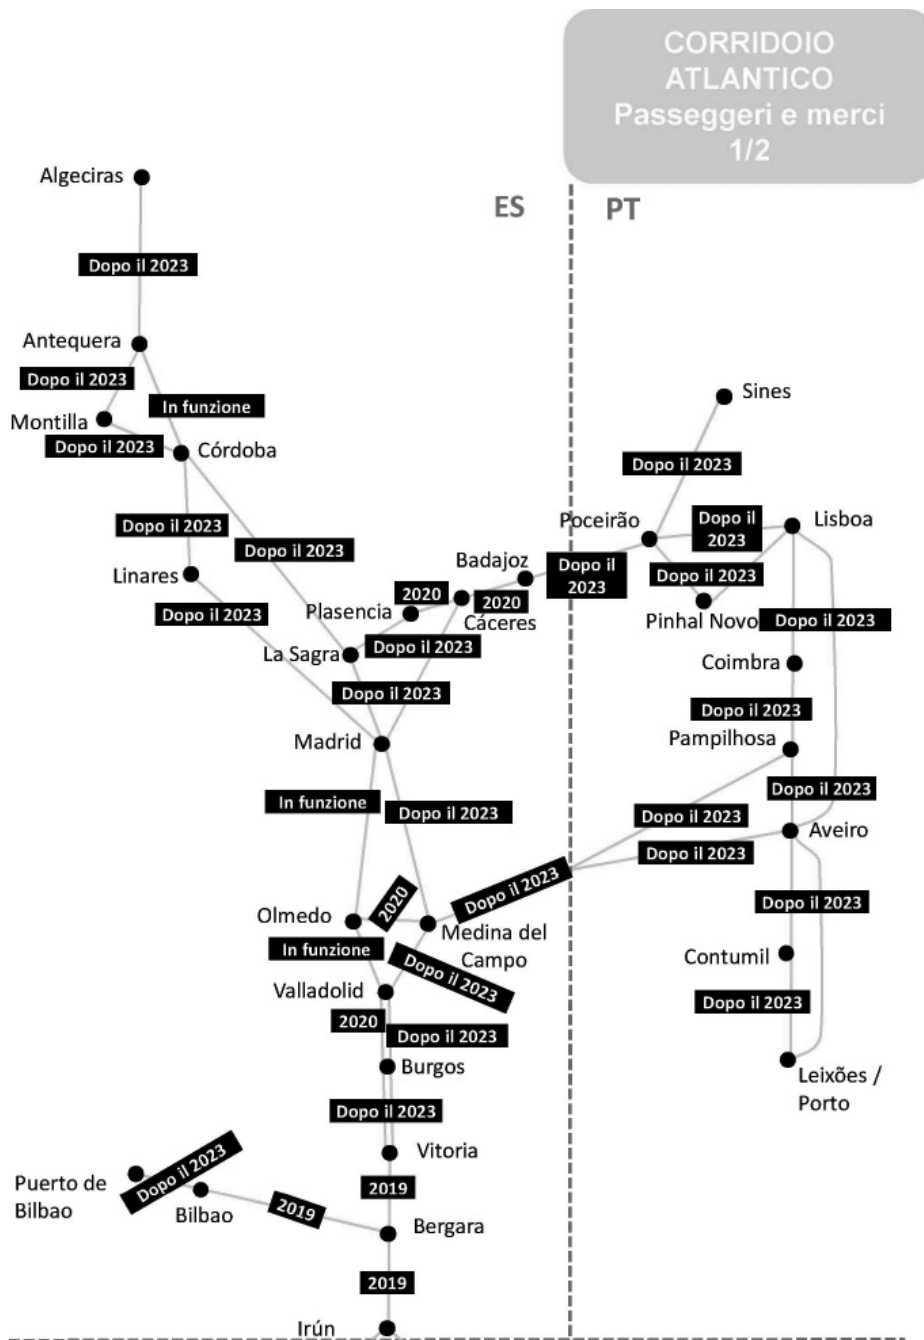 CORRIDOIO
ATLANTICO
Passeggeri e merci
1/2
Algeciras
ES
PT
Dopo il 2023
Antequera
Dopo il 2023
In funzione
Sines
Montilla
Dopo il 2023
Córdoba
Dopo il 2023
Dopo il 2023
Dopo il 2023
Poceirão
Dopo il
2023
Lisboa
Linares
Dopo il 2023
Badajoz
Dopo il
2023
Dopo il 2023
Plasencia
2020
2020
Cáceres
Pinhal Novo
Dopo il 2023
La Sagra
Dopo il 2023
Coimbra
Dopo il 2023
Dopo il 2023
Madrid
Pampilhosa
In funzione
Dopo il 2023
Dopo il 2023
Dopo il 2023
Aveiro
Dopo il 2023
Olmedo
2020
Dopo il 2023
Dopo il 2023
Medina del
Campo
In funzione
Dopo il 2023
Contumil
Valladolid
Dopo il 2023
2020
Dopo il 2023
Burgos
Leixões /
Porto
Dopo il 2023
Vitoria
Dopo il 2023
Puerto de
Bilbao
Bilbao
2019
2019
Bergara
2019
Irún